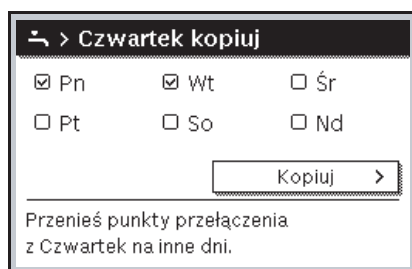 > Czwartek kopiuj
Pn Wt Śr
Pt So Nd
Kopiuj >
Przenieś punkty przełączenia
z Czwartek na inne dni.